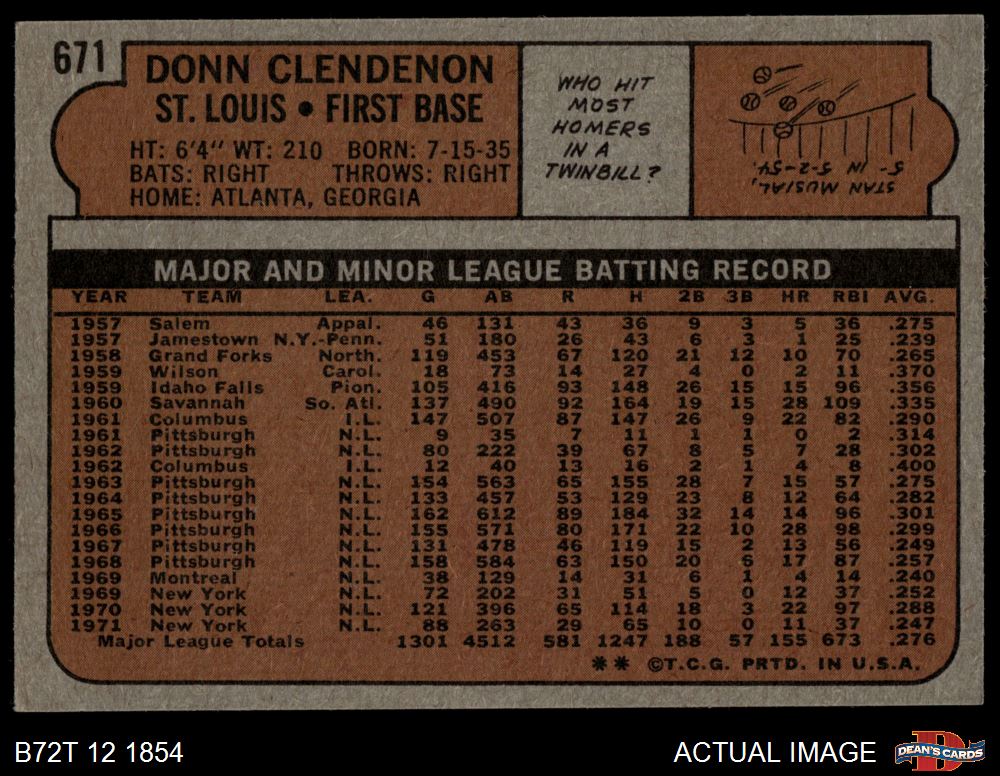 671
DONN CLENDENON
ST. LOUIS • FIRST BASE
HT: 6'4" WT: 210 BORN: 7-15-35
BATS: RIGHT THROWS: RIGHT
HOME: ATLANTA, GEORGIA
WHO HIT
MOST
HOMERS
IN A
TWINBILL?
STAN MUSIAL,
5- IN 5-2-54.
MAJOR AND MINOR LEAGUE BATTING RECORD
YEAR TEAM LEA. G AB R H 2B 3B HR RBI AVG.
1957 Salem Appal. 46 131 43 36 9 3 5 36 .275
1957 Jamestown N.Y.-Penn. 51 180 26 43 6 3 1 25 .239
1958 Grand Forks North. 119 453 67 120 21 12 10 70 .265
1959 Wilson Carol. 18 73 14 27 4 0 2 11 .370
1959 Idaho Falls Pion. 105 416 93 148 26 15 15 96 .356
1960 Savannah So. Atl. 137 490 92 164 19 15 28 109 .335
1961 Columbus I.L. 147 507 87 147 26 9 22 82 .290
1961 Pittsburgh N.L. 9 35 7 11 1 1 0 2 .314
1962 Pittsburgh N.L. 80 222 39 67 8 5 7 28 .302
1962 Columbus I.L. 12 40 13 16 2 1 4 8 .400
1963 Pittsburgh N.L. 154 563 65 155 28 7 15 57 .275
1964 Pittsburgh N.L. 133 457 53 129 23 8 12 64 .282
1965 Pittsburgh N.L. 162 612 89 184 32 14 14 96 .301
1966 Pittsburgh N.L. 155 571 80 171 22 10 28 98 .299
1967 Pittsburgh N.L. 131 478 46 119 15 2 13 56 .249
1968 Pittsburgh N.L. 158 584 63 150 20 6 17 87 .257
1969 Montreal N.L. 38 129 14 31 6 1 4 14 .240
1969 New York N.L. 72 202 31 51 5 0 12 37 .252
1970 New York N.L. 121 396 65 114 18 3 22 97 .288
1971 New York N.L. 88 263 29 65 10 0 11 37 .247
Major League Totals 1301 4512 581 1247 188 57 155 673 .276
** ©T.C.G. PRTD. IN U.S.A.
B72T 12 1854
ACTUAL IMAGE
DEAN'S CARDS